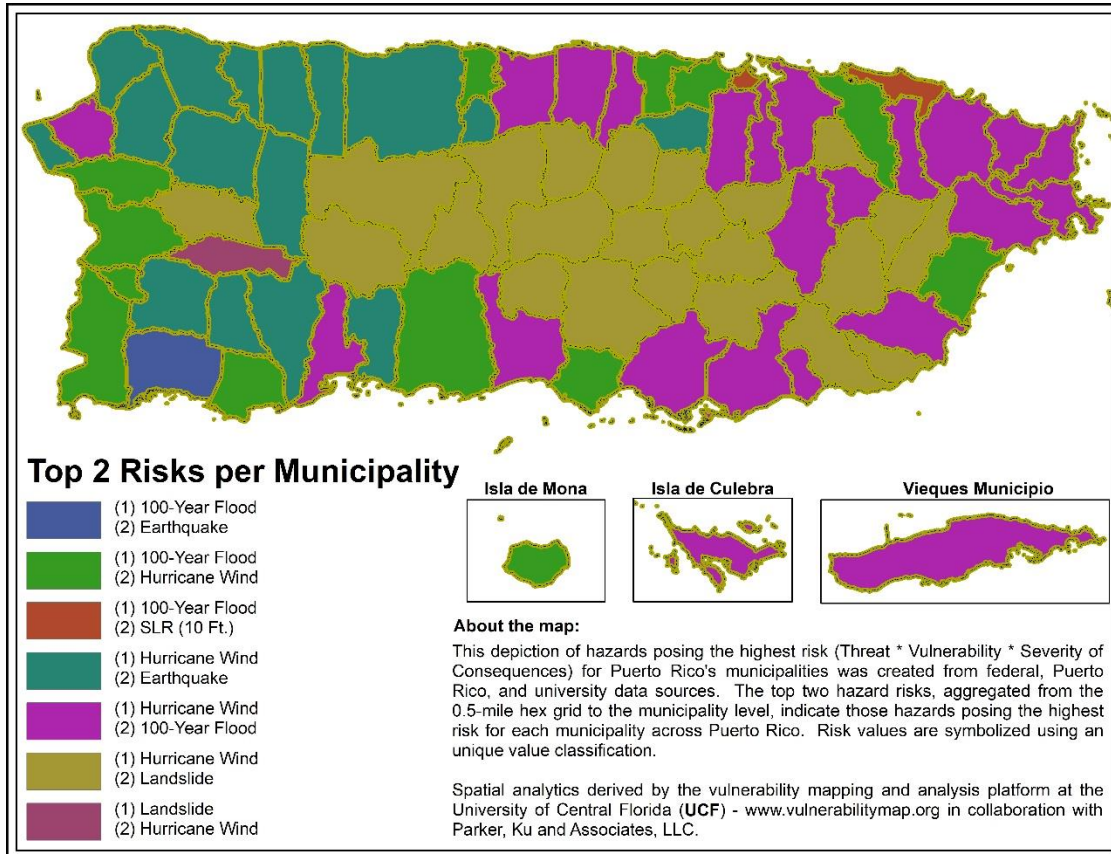 Top 2 Risks per Municipality
(1) 100-Year Flood
(2) Earthquake
(1) 100-Year Flood
(2) Hurricane Wind
(1) 100-Year Flood
(2) SLR (10 Ft.)
(1) Hurricane Wind
(2) Earthquake
(1) Hurricane Wind
(2) 100-Year Flood
(1) Hurricane Wind
(2) Landslide
(1) Landslide
(2) Hurricane Wind
Isla de Mona
Isla de Culebra
Vieques Municipio
About the map:
This depiction of hazards posing the highest risk (Threat * Vulnerability * Severity of
Consequences) for Puerto Rico's municipalities was created from federal, Puerto
Rico, and university data sources. The top two hazard risks, aggregated from the
0.5-mile hex grid to the municipality level, indicate those hazards posing the highest
risk for each municipality across Puerto Rico. Risk values are symbolized using an
unique value classification.
Spatial analytics derived by the vulnerability mapping and analysis platform at the
University of Central Florida (UCF) - www.vulnerabilitymap.org in collaboration with
Parker, Ku and Associates, LLC.